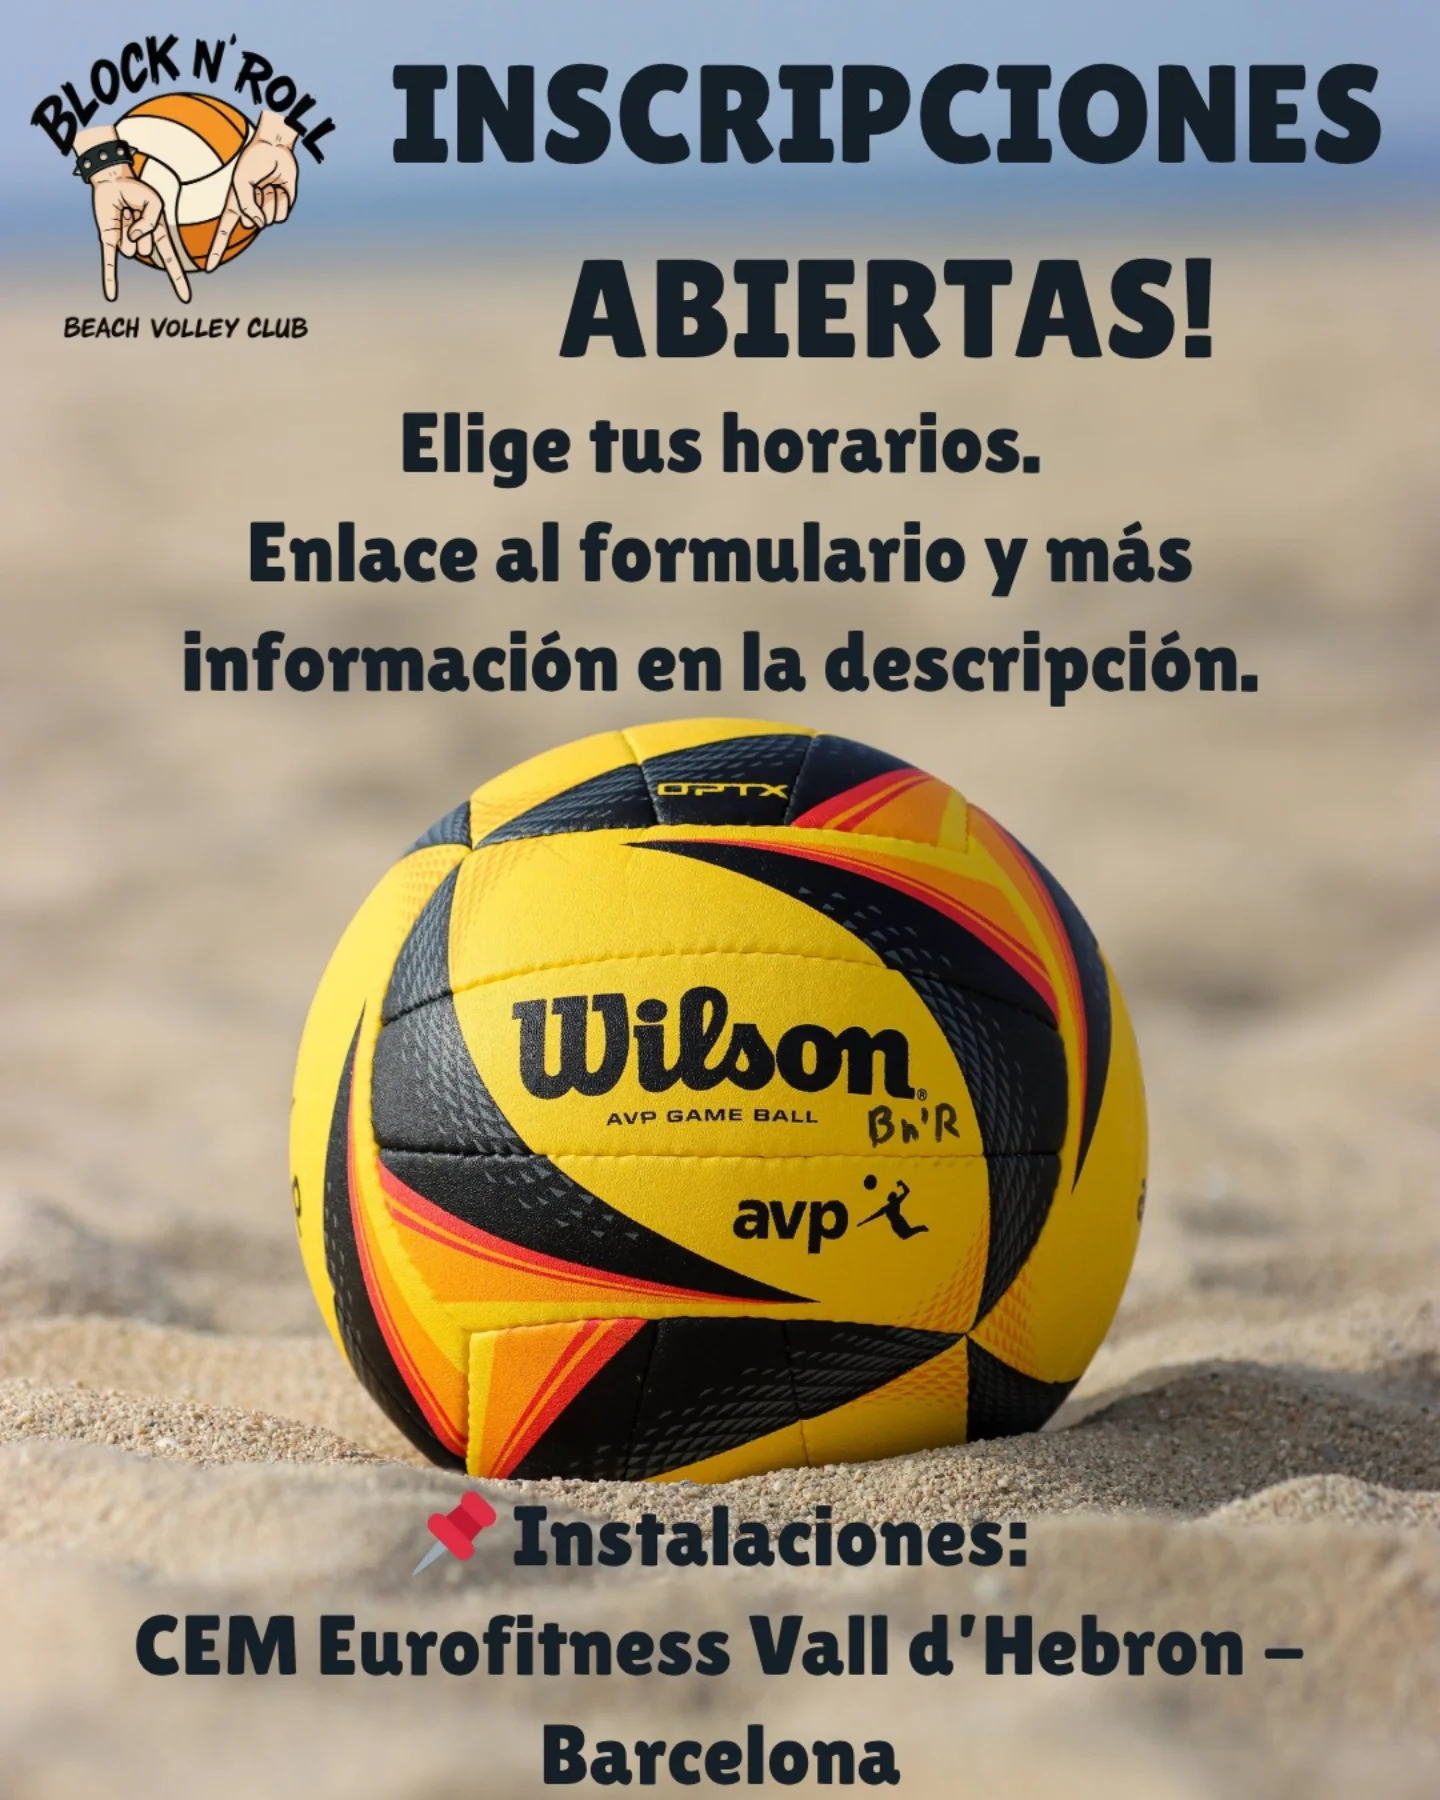 BLOCK N' ROLL
BEACH VOLLEY CLUB
INSCRIPCIONES
ABIERTAS!
Elige tus horarios.
Enlace al formulario y más
información en la descripción.
OPTX
Wilson®
AVP GAME BALL
Bn'R
avp
Instalaciones:
CEM Eurofitness Vall d'Hebron –
Barcelona